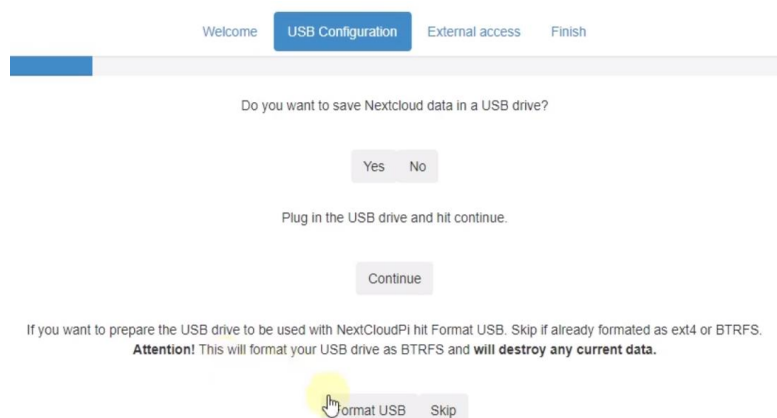 Welcome USB Configuration External access Finish
Do you want to save Nextcloud data in a USB drive?
Yes No
Plug in the USB drive and hit continue.
Continue
If you want to prepare the USB drive to be used with NextCloudPi hit Format USB. Skip if already formated as ext4 or BTRFS.
Attention! This will format your USB drive as BTRFS and will destroy any current data.
Format USB Skip